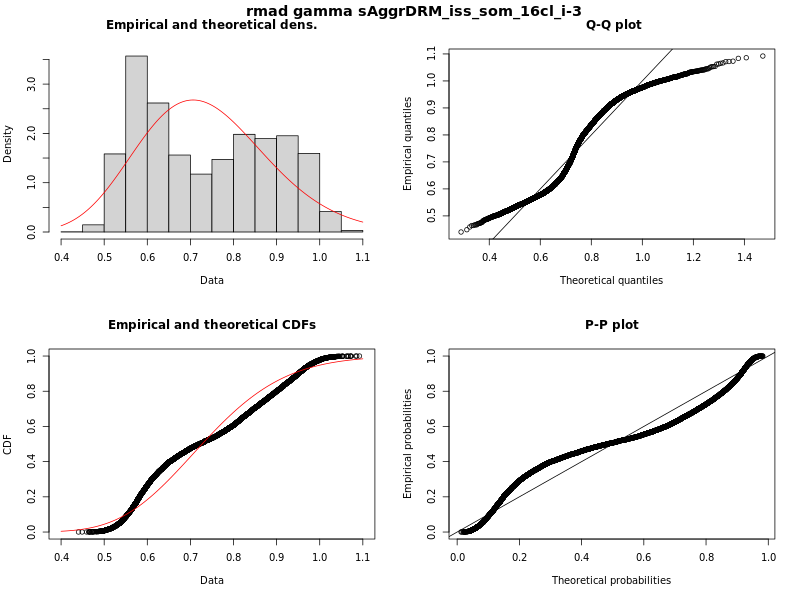 rmad gamma sAggrDRM_iss_som_16cl_i-3
Empirical and theoretical dens.
Density
0.0 1.0 2.0 3.0
0.4 0.5 0.6 0.7 0.8 0.9 1.0 1.1
Data
Q-Q plot
Empirical quantiles
0.5 0.6 0.7 0.8 0.9 1.0 1.1
0.4 0.6 0.8 1.0 1.2 1.4
Theoretical quantiles
Empirical and theoretical CDFs
CDF
0.0 0.2 0.4 0.6 0.8 1.0
0.4 0.5 0.6 0.7 0.8 0.9 1.0 1.1
Data
P-P plot
Empirical probabilities
0.0 0.2 0.4 0.6 0.8 1.0
0.0 0.2 0.4 0.6 0.8 1.0
Theoretical probabilities